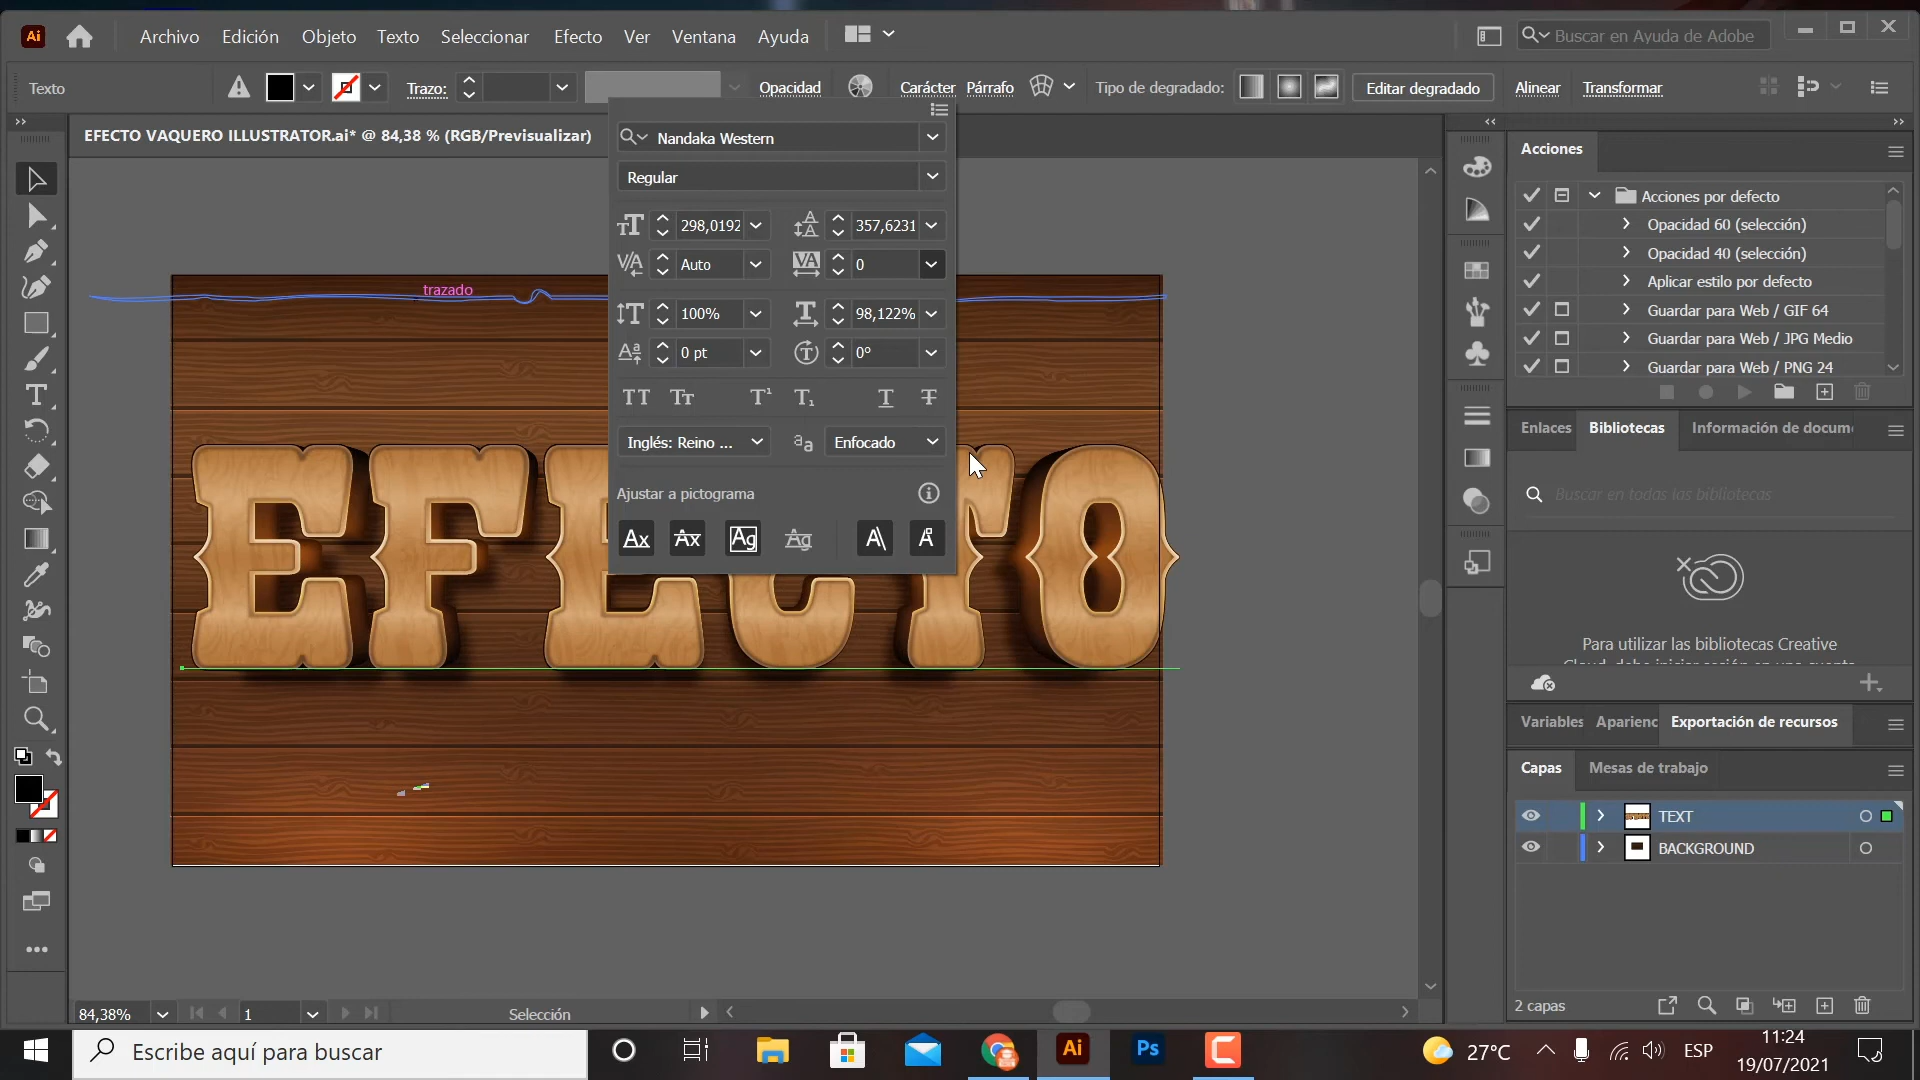 Ai
Archivo Edición Objeto Texto Seleccionar Efecto Ver Ventana Ayuda
Buscar en Ayuda de Adobe
Texto
Trazo:
Opacidad
Carácter Párrafo
Tipo de degradado:
Editar degradado
Alinear
Transformar
EFECTO VAQUERO ILLUSTRATOR.ai* @ 84,38 % (RGB/Previsualizar)
Nandaka Western
Regular
298,0192
357,6231
Auto
0
100%
98,122%
0 pt
0°
Inglés: Reino ...
Enfocado
Ajustar a pictograma
trazado
EFECTO
Acciones
Acciones por defecto
Opacidad 60 (selección)
Opacidad 40 (selección)
Aplicar estilo por defecto
Guardar para Web / GIF 64
Guardar para Web / JPG Medio
Guardar para Web / PNG 24
Enlaces
Bibliotecas
Información de docum
Buscar en todas las bibliotecas
Para utilizar las bibliotecas Creative
Variables
Aparienc
Exportación de recursos
Capas
Mesas de trabajo
TEXT
BACKGROUND
2 capas
84,38%
1
Selección
Escribe aquí para buscar
Ai
Ps
27°C
ESP
11:24
19/07/2021